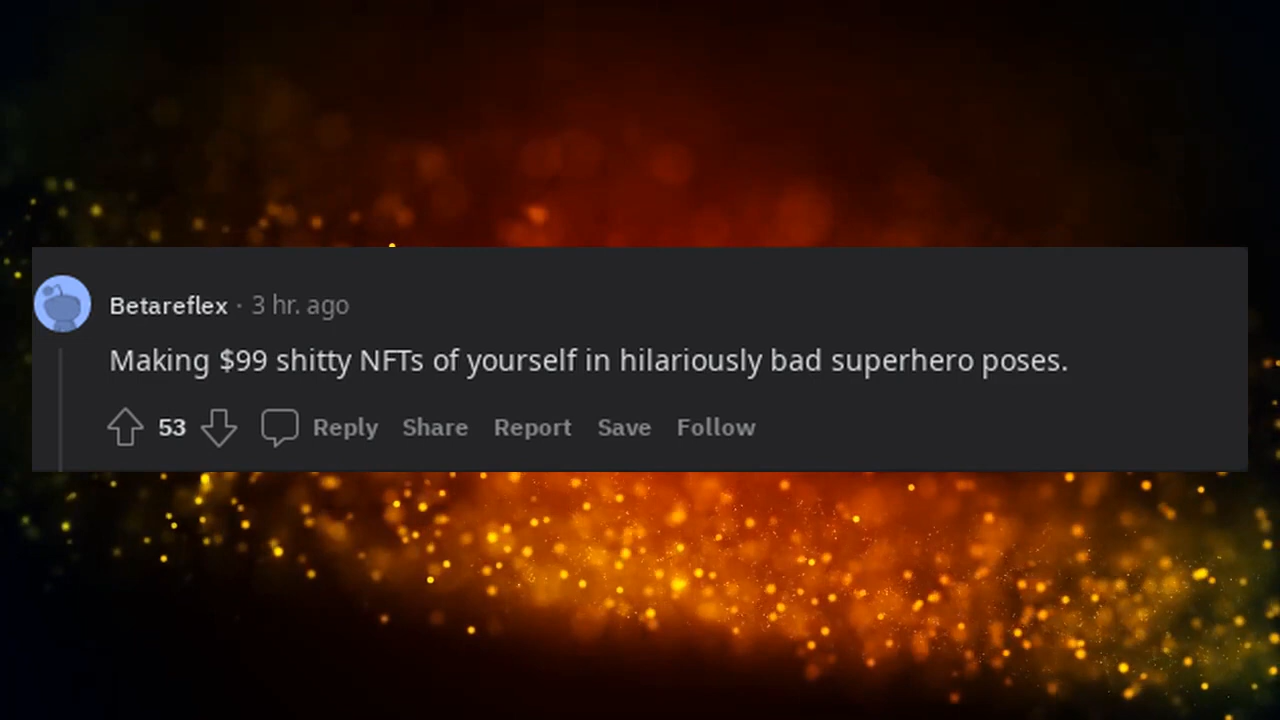 Betareflex · 3 hr. ago
Making $99 shitty NFTs of yourself in hilariously bad superhero poses.
53 Reply Share Report Save Follow